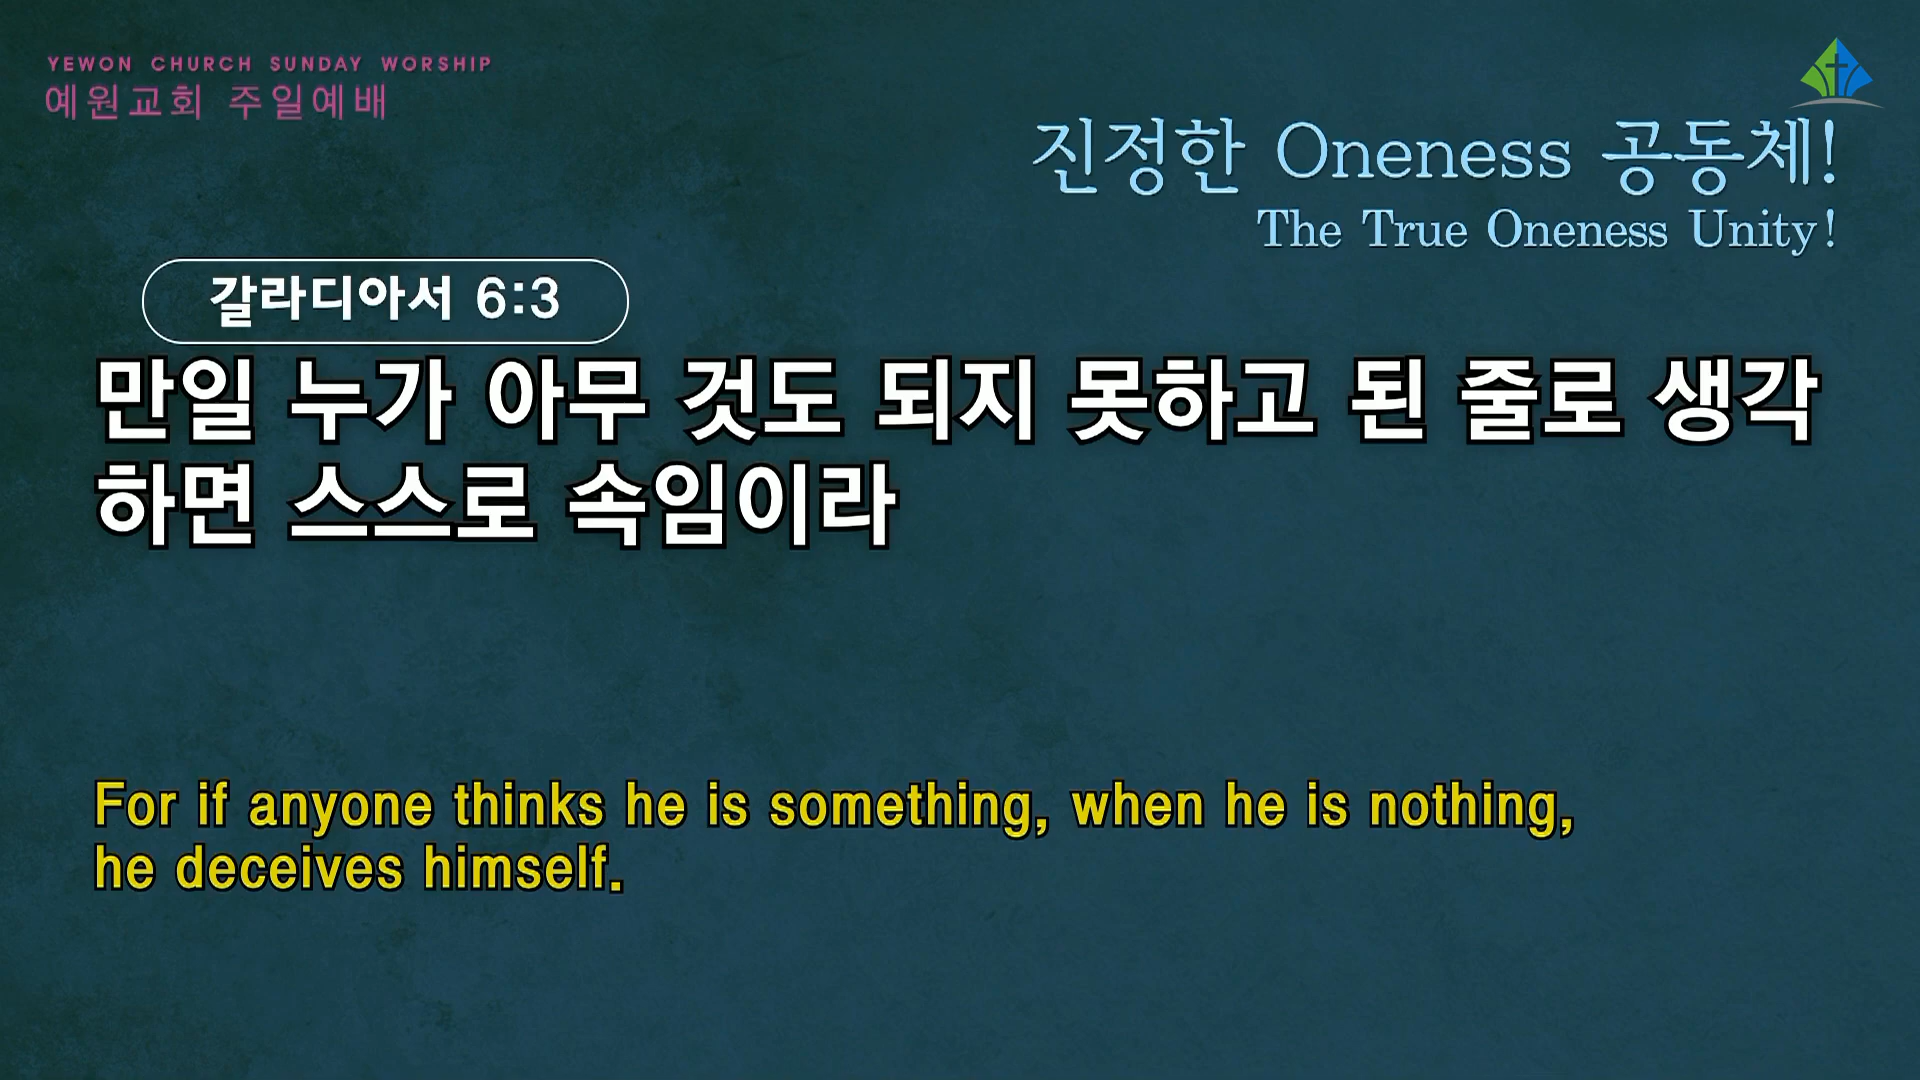 YEWON CHURCH SUNDAY WORSHIP
예원교회 주일예배
진정한 Oneness 공동체!
The True Oneness Unity!
갈라디아서 6:3
만일 누가 아무 것도 되지 못하고 된 줄로 생각
하면 스스로 속임이라
For if anyone thinks he is something, when he is nothing,
he deceives himself.